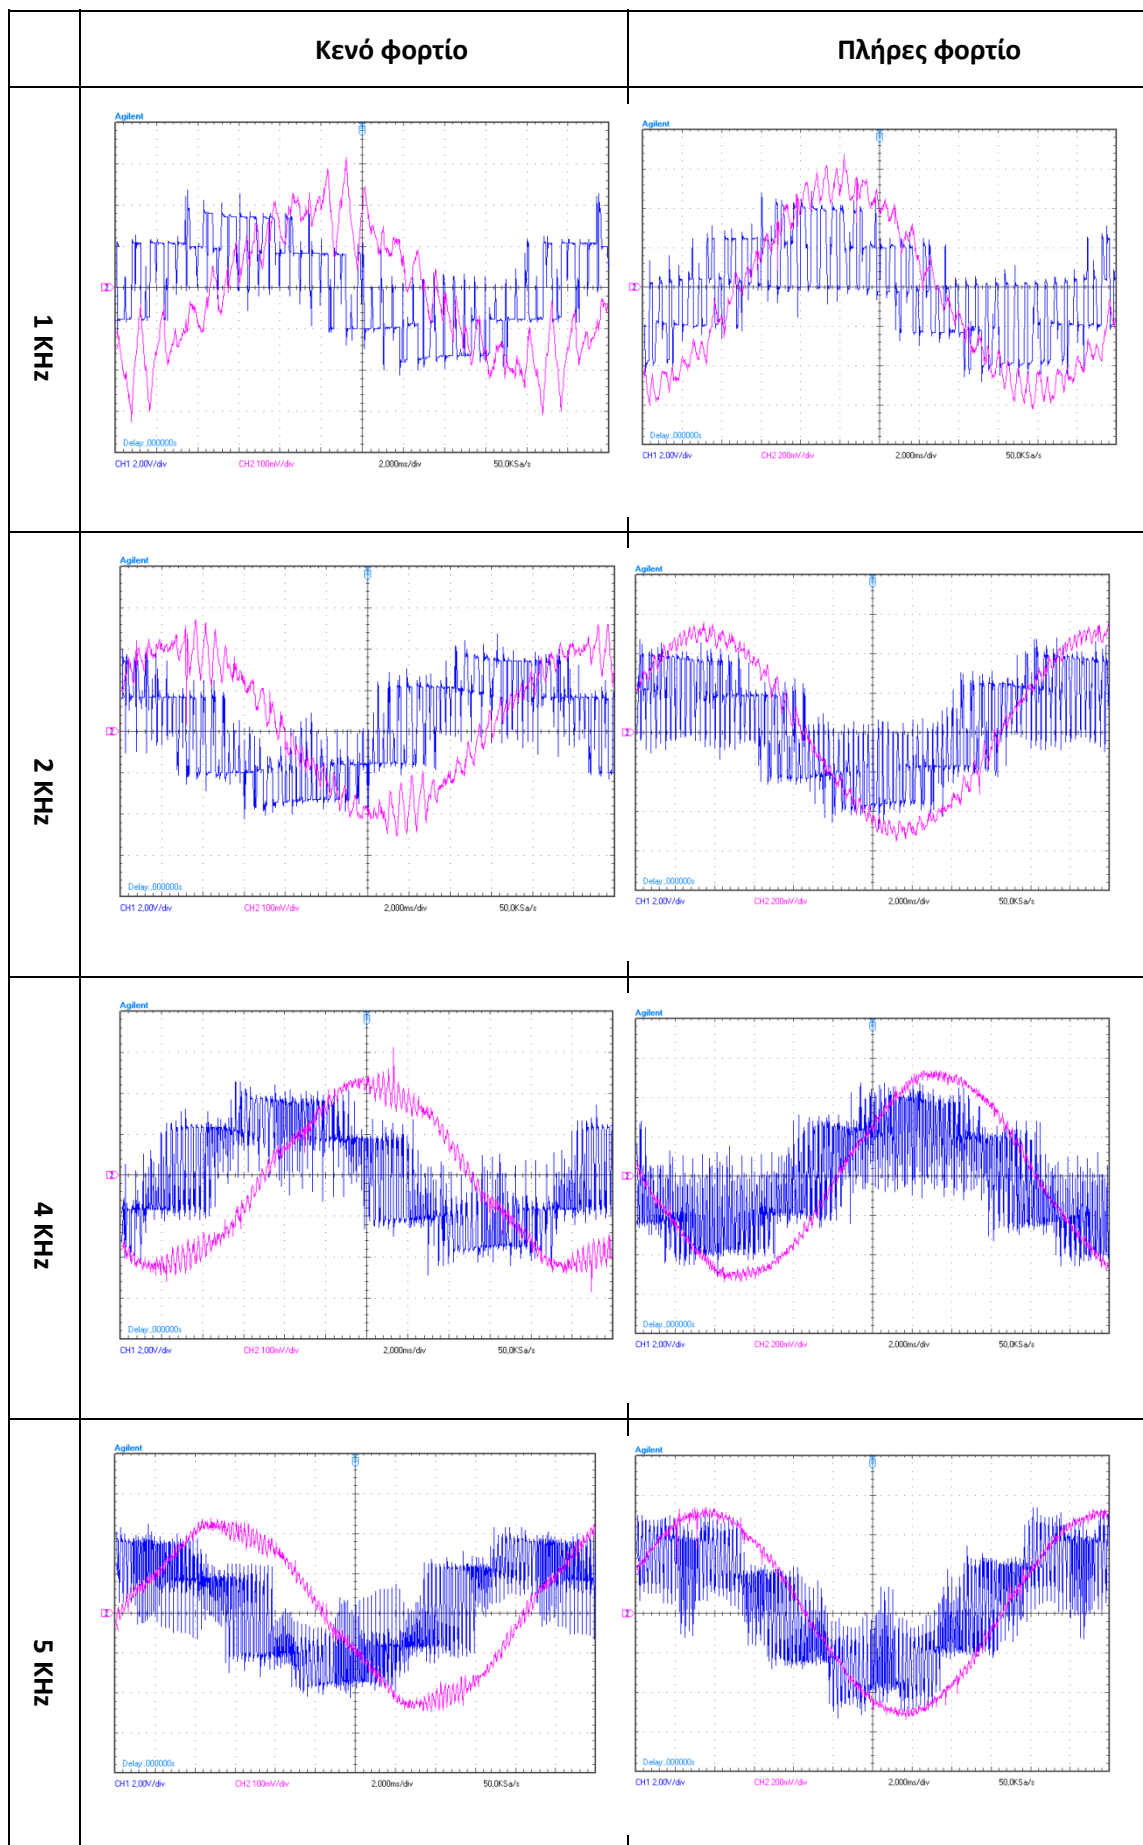 Κενό φορτίο
Πλήρες φορτίο
1 KHz
Agilent
Delay:,000000s
CH1 2,00V/div CH2 100mV/div 2,000ms/div 50,0KSa/s
Agilent
Delay:,000000s
CH1 2,00V/div CH2 200mV/div 2,000ms/div 50,0KSa/s
2 KHz
Agilent
Delay:,000000s
CH1 2,00V/div CH2 100mV/div 2,000ms/div 50,0KSa/s
Agilent
Delay:,000000s
CH1 2,00V/div CH2 200mV/div 2,000ms/div 50,0KSa/s
4 KHz
Agilent
Delay:,000000s
CH1 2,00V/div CH2 100mV/div 2,000ms/div 50,0KSa/s
Agilent
Delay:,000000s
CH1 2,00V/div CH2 200mV/div 2,000ms/div 50,0KSa/s
5 KHz
Agilent
Delay:,000000s
CH1 2,00V/div CH2 100mV/div 2,000ms/div 50,0KSa/s
Agilent
Delay:,000000s
CH1 2,00V/div CH2 200mV/div 2,000ms/div 50,0KSa/s